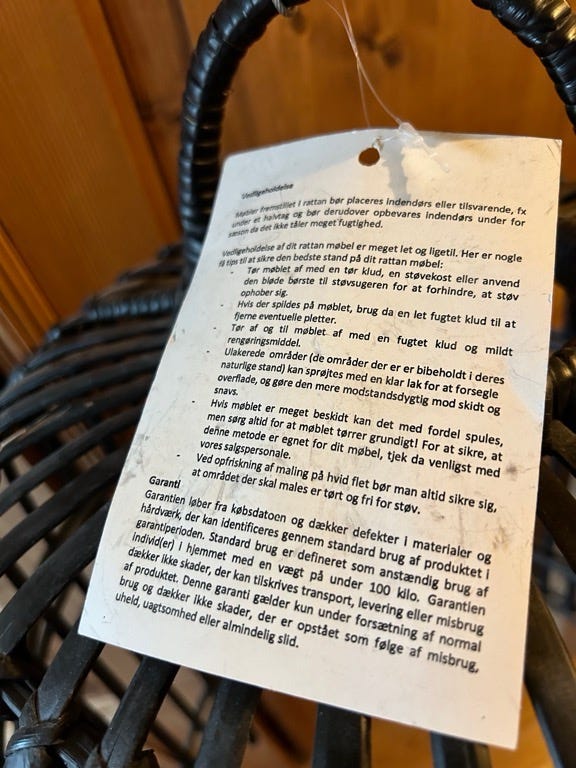 Vedligeholdelse
Møbler fremstillet i rattan bør placeres indendørs eller tilsvarende, fx
under et halvtag og bør derudover opbevares indendørs under for
sæson da det ikke tåler meget fugtighed.
Vedligeholdelse af dit rattan møbel er meget let og ligetil. Her er nogle
få tips til at sikre den bedste stand på dit rattan møbel:
- Tør møblet af med en tør klud, en støvekost eller anvend
den bløde børste til støvsugeren for at forhindre, at støv
ophober sig.
- Hvis der spildes på møblet, brug da en let fugtet klud til at
fjerne eventuelle pletter.
- Tør af og til møblet af med en fugtet klud og mildt
rengøringsmiddel.
- Ulakerede områder (de områder der er er bibeholdt i deres
naturlige stand) kan sprøjtes med en klar lak for at forsegle
overflade, og gøre den mere modstandsdygtig mod skidt og
snavs.
- Hvis møblet er meget beskidt kan det med fordel spules,
men sørg altid for at møblet tørrer grundigt! For at sikre, at
denne metode er egnet for dit møbel, tjek da venligst med
vores salgspersonale.
- Ved opfriskning af maling på hvid flet bør man altid sikre sig,
at området der skal males er tørt og fri for støv.
Garanti
Garantien løber fra købsdatoen og dækker defekter i materialer og
håndværk, der kan identificeres gennem standard brug af produktet i
garantiperioden. Standard brug er defineret som anstændig brug af
individ(er) i hjemmet med en vægt på under 100 kilo. Garantien
dækker ikke skader, der kan tilskrives transport, levering eller misbrug
af produktet. Denne garanti gælder kun under forsætning af normal
brug og dækker ikke skader, der er opstået som følge af misbrug,
uheld, uagtsomhed eller almindelig slid.